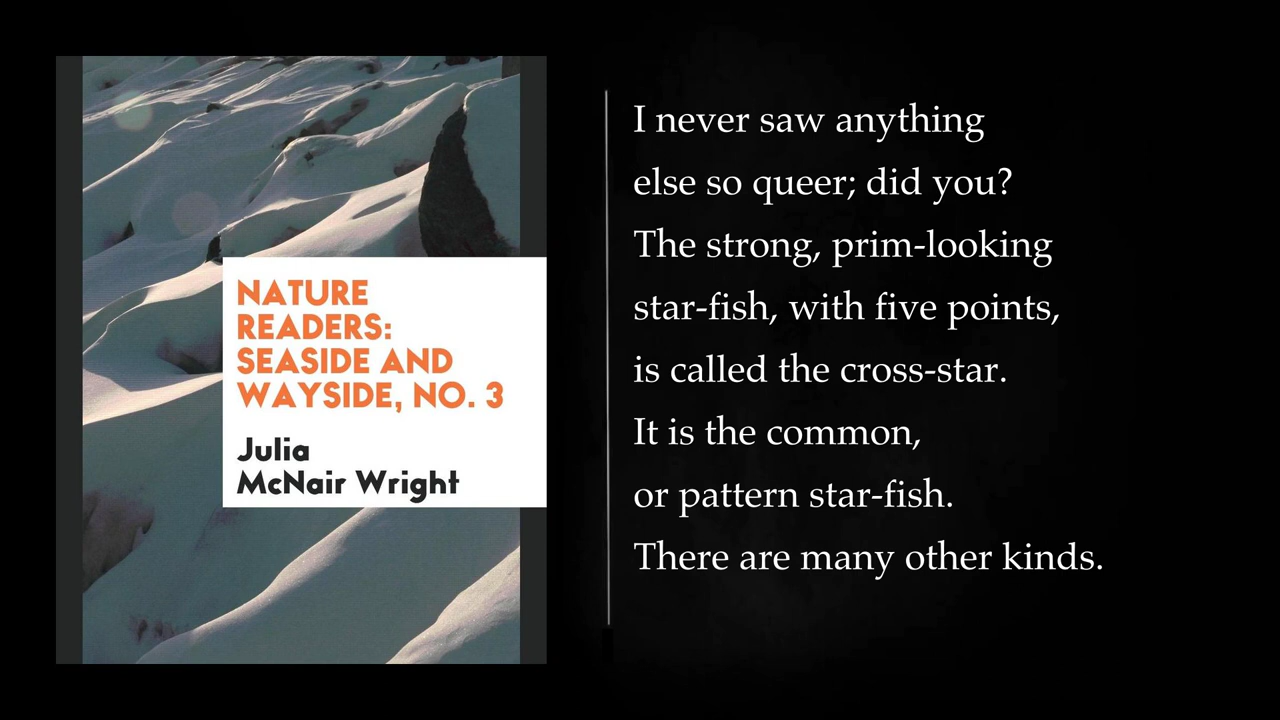 NATURE
READERS:
SEASIDE AND
WAYSIDE, NO. 3
Julia
McNair Wright
I never saw anything
else so queer; did you?
The strong, prim-looking
star-fish, with five points,
is called the cross-star.
It is the common,
or pattern star-fish.
There are many other kinds.